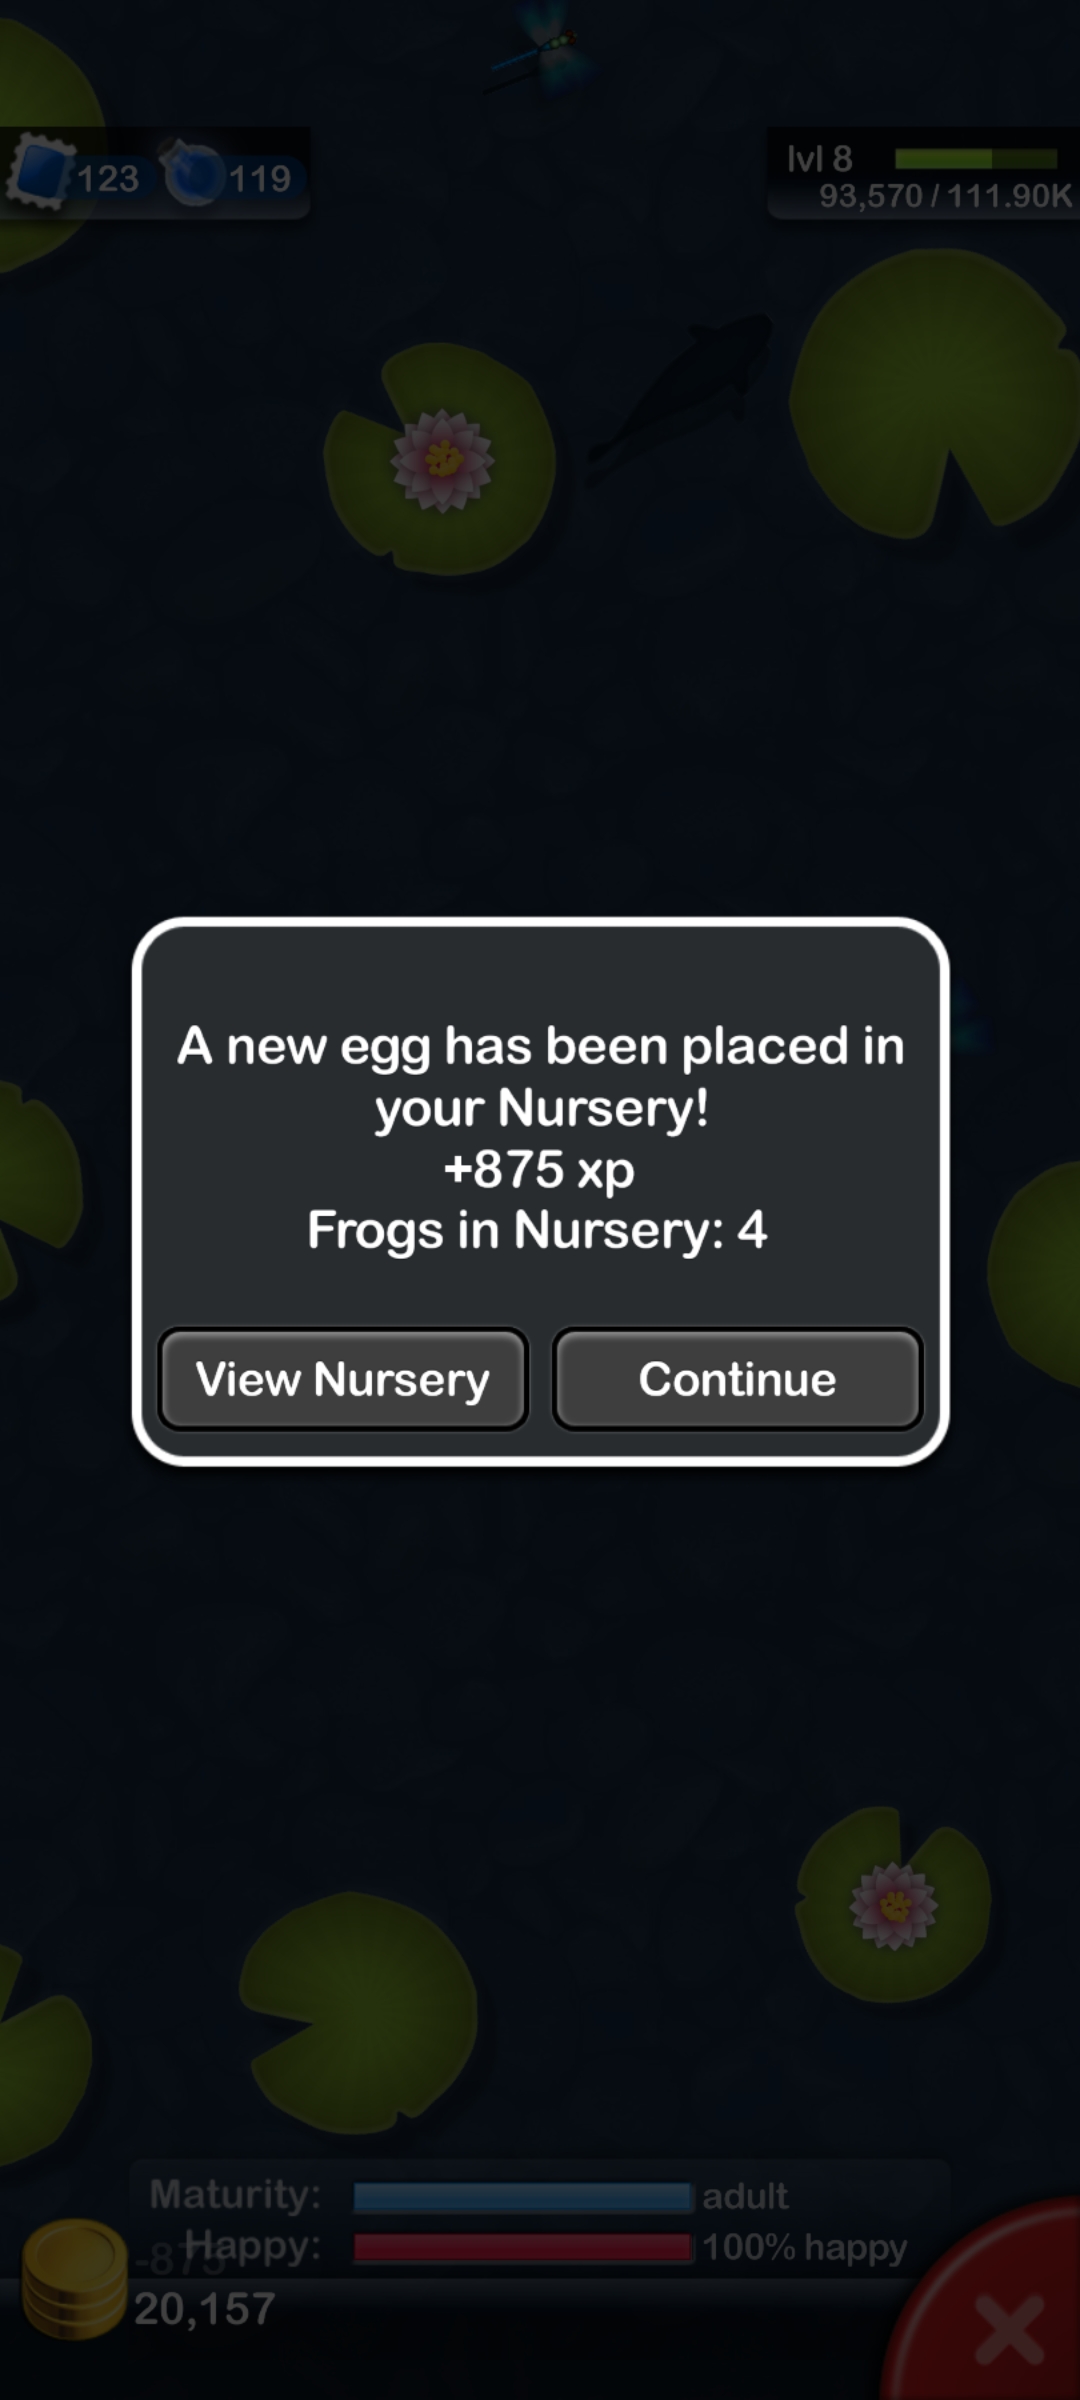 123 119
lvl 8
93,570 / 111.90K
A new egg has been placed in
your Nursery!
+875 xp
Frogs in Nursery: 4
View Nursery Continue
Maturity: adult
Happy: 100% happy
-875
20,157